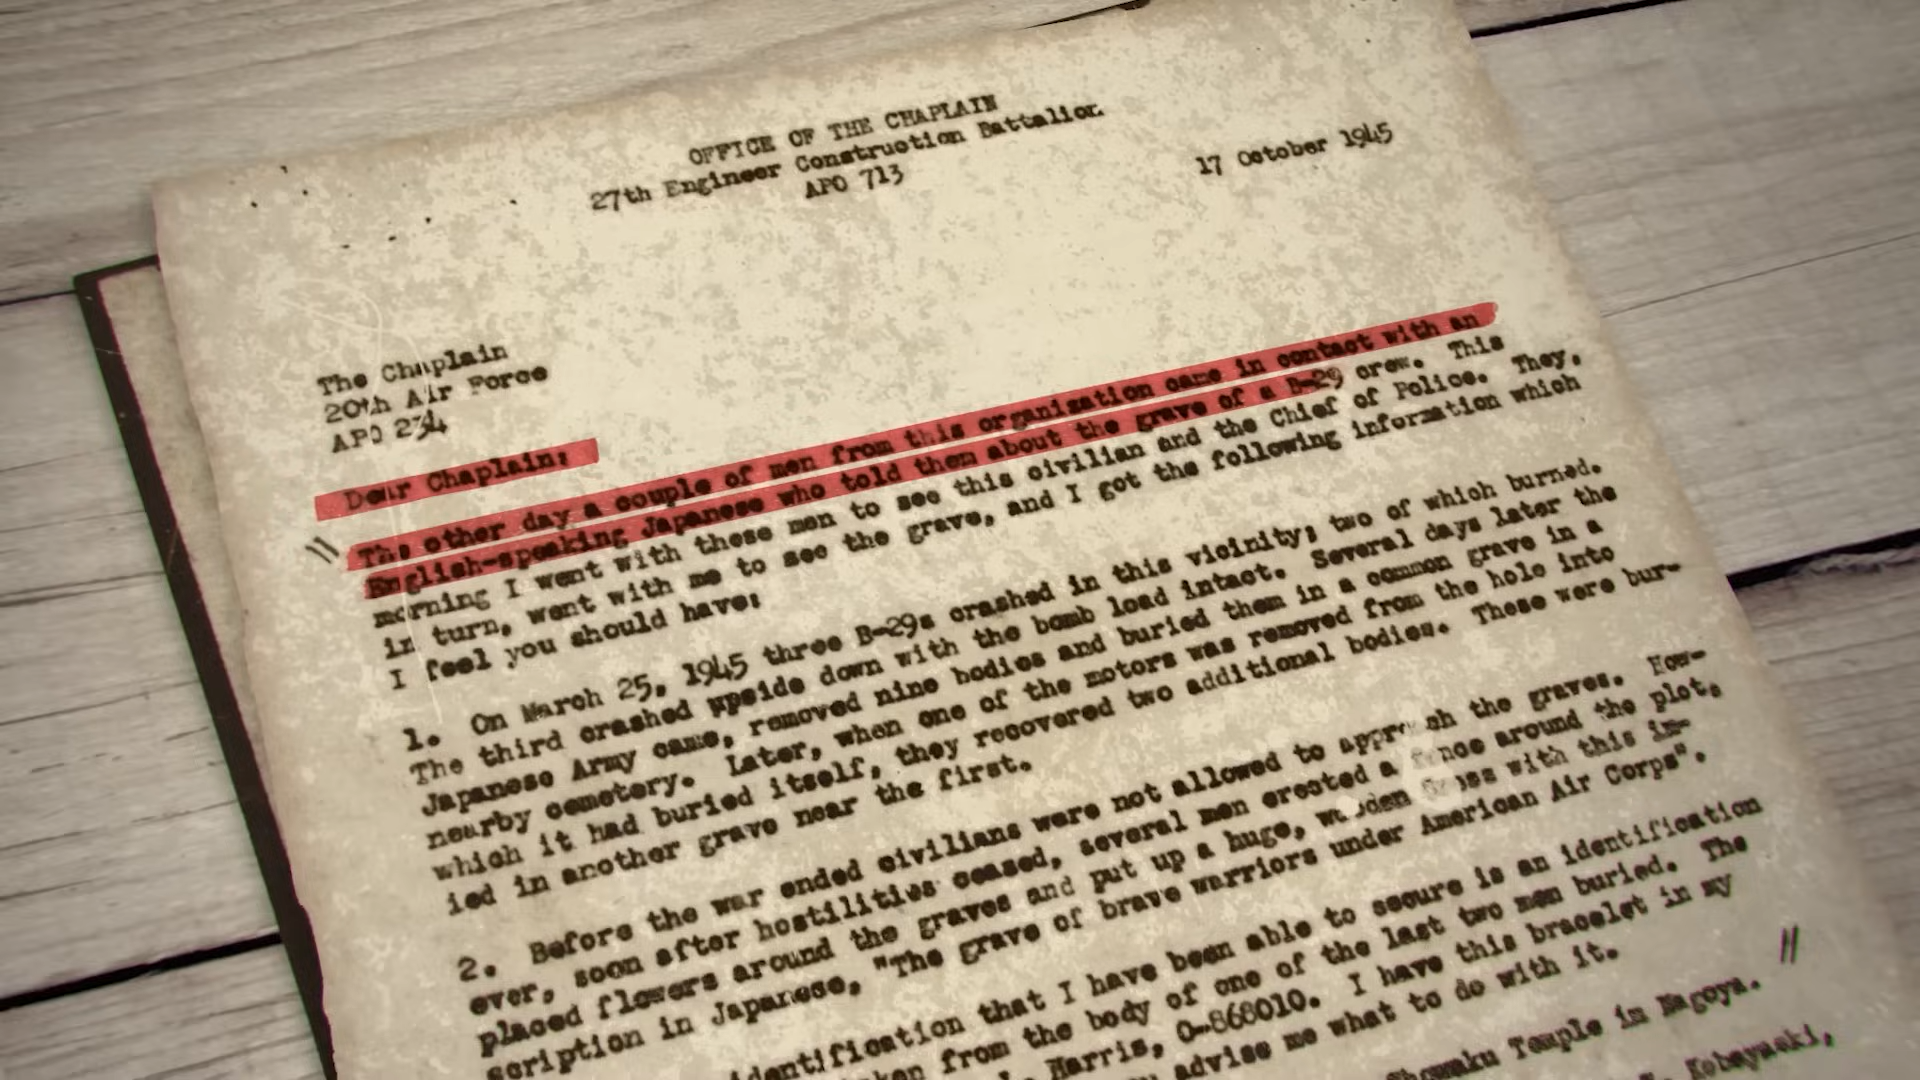 OFFICE OF THE CHAPLAIN
27th Engineer Construction Battalion
APO 713
17 October 1945
The Chaplain
20th Air Force
APO 234
Dear Chaplain:
" The other day a couple of men from this organization came in contact with an
English-speaking Japanese who told them about the grave of a B-29 crew. This
morning I went with these men to see this civilian and the Chief of Police. They,
in turn, went with me to see the grave, and I got the following information which
I feel you should have:
1. On March 25, 1945 three B-29s crashed in this vicinity; two of which burned.
The third crashed upside down with the bomb load intact. Several days later the
Japanese Army came, removed nine bodies and buried them in a common grave in a
nearby cemetery. Later, when one of the motors was removed from the hole into
which it had buried itself, they recovered two additional bodies. These were bur-
ied in another grave near the first.
2. Before the war ended civilians were not allowed to approach the graves. How-
ever, soon after hostilities ceased, several men erected a fence around the plot,
placed flowers around the graves and put up a huge, wooden Cross with this in-
scription in Japanese, "The grave of brave warriors under American Air Corps".
identification that I have been able to secure is an identification
taken from the body of one of the last two men buried. The
Harris, O-868010. I have this bracelet in my
advise me what to do with it. "
Temple in Nagoya.
Kobayashi,